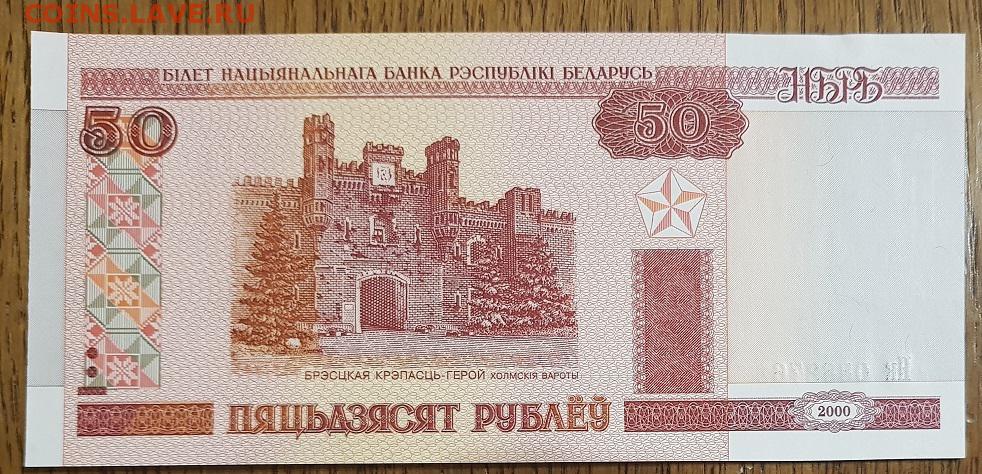 COINS.LAVE.RU
БІЛЕТ НАЦЫЯНАЛЬНАГА БАНКА РЭСПУБЛІКІ БЕЛАРУСЬ
НБРБ
50
50
БРЭСЦКАЯ КРЭПАСЦЬ-ГЕРОЙ ХОЛМСКІЯ ВАРОТЫ
ПЯЦЬДЗЯСЯТ РУБЛЁЎ
2000